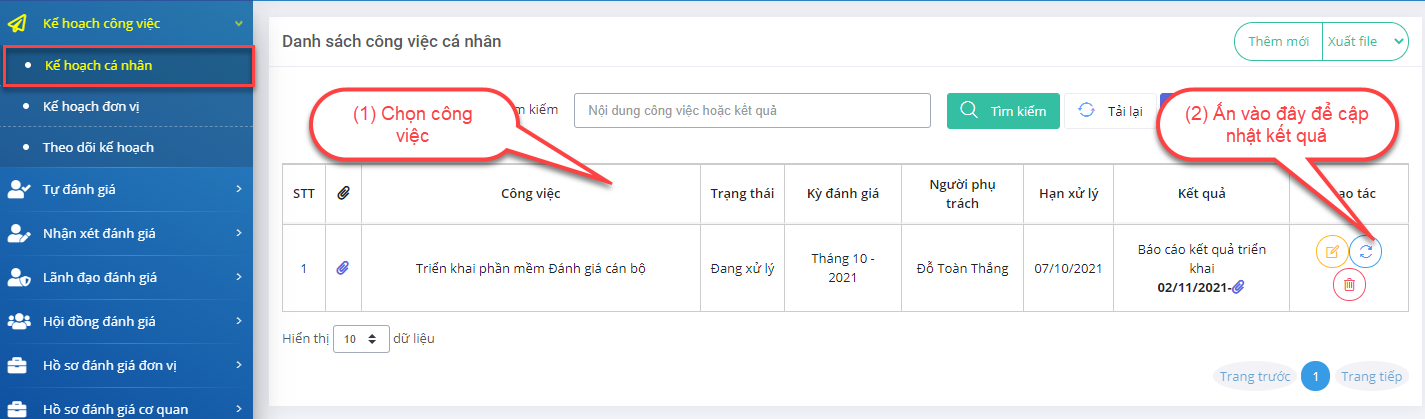 Kế hoạch công việc
Kế hoạch cá nhân
Kế hoạch đơn vị
Theo dõi kế hoạch
Tự đánh giá
Nhận xét đánh giá
Lãnh đạo đánh giá
Hội đồng đánh giá
Hồ sơ đánh giá đơn vị
Hồ sơ đánh giá cơ quan
Danh sách công việc cá nhân
Thêm mới
Xuất file
(1) Chọn công
việc
kiếm
Nội dung công việc hoặc kết quả
Tìm kiếm
Tải lại
(2) Ấn vào đây để cập
nhật kết quả
STT
Công việc
Trạng thái
Kỳ đánh giá
Người phụ
trách
Hạn xử lý
Kết quả
tác
1
Triển khai phần mềm Đánh giá cán bộ
Đang xử lý
Tháng 10 -
2021
Đỗ Toàn Thắng
07/10/2021
Báo cáo kết quả triển
khai
02/11/2021-
Hiển thị 10 dữ liệu
Trang trước
1
Trang tiếp